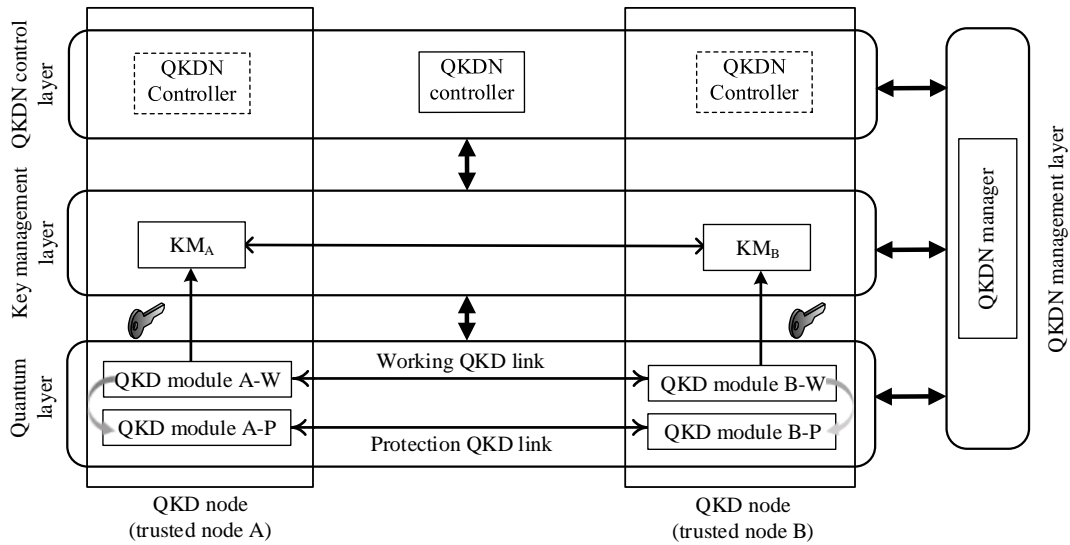 QKDN control
layer
QKDN
Controller
QKDN
controller
QKDN
Controller
Key management
layer
KMA
KMB
QKDN manager
QKDN management layer
Quantum
layer
Working QKD link
QKD module A-W
QKD module B-W
QKD module A-P
QKD module B-P
Protection QKD link
QKD node
(trusted node A)
QKD node
(trusted node B)